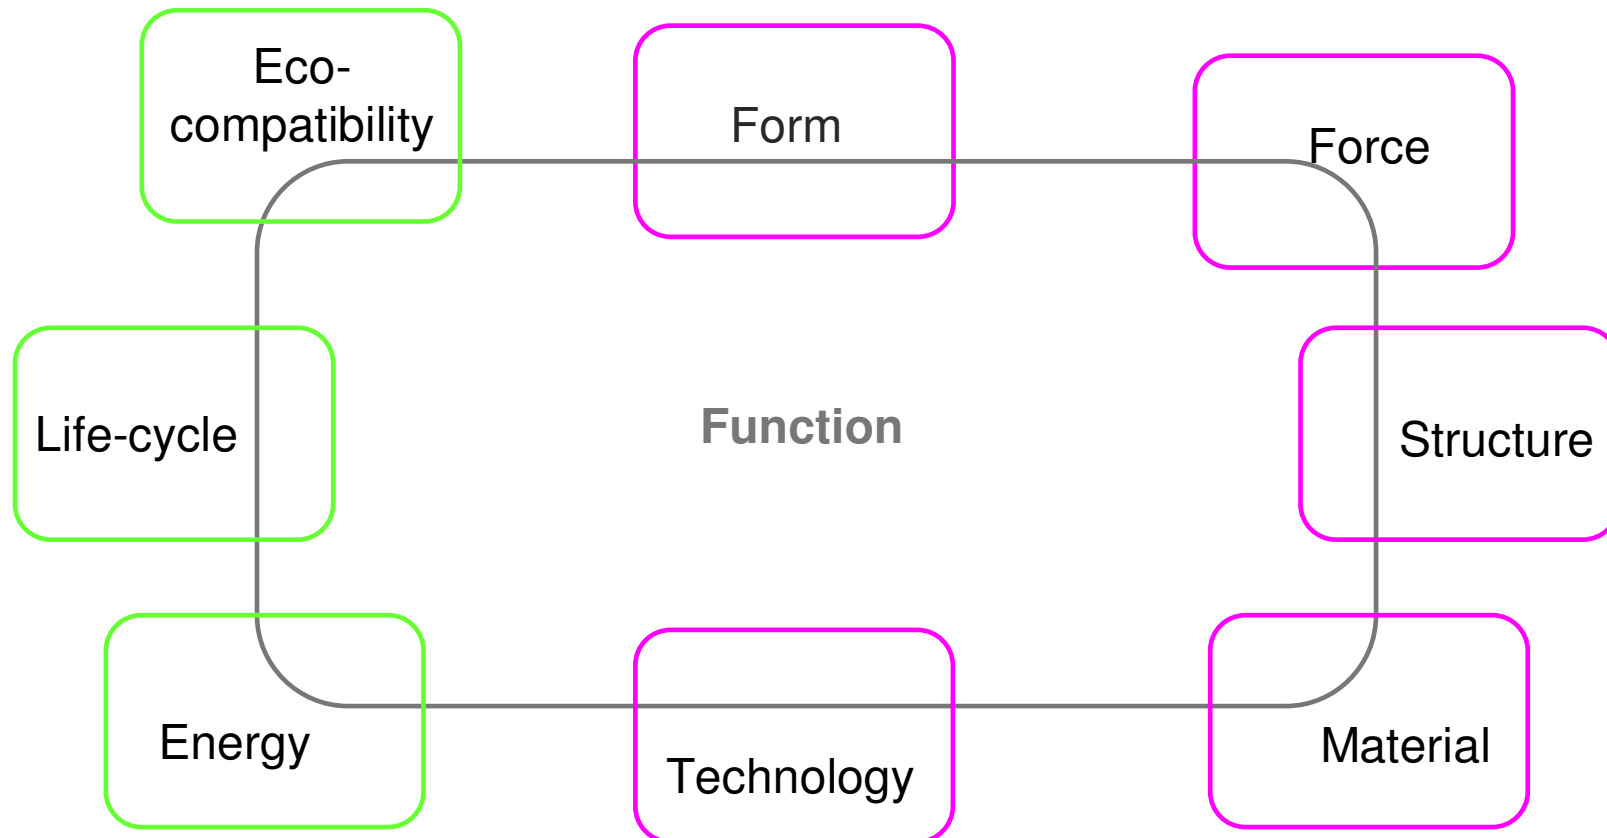 Eco-
compatibility
Form
Force
Life-cycle
Function
Structure
Energy
Technology
Material